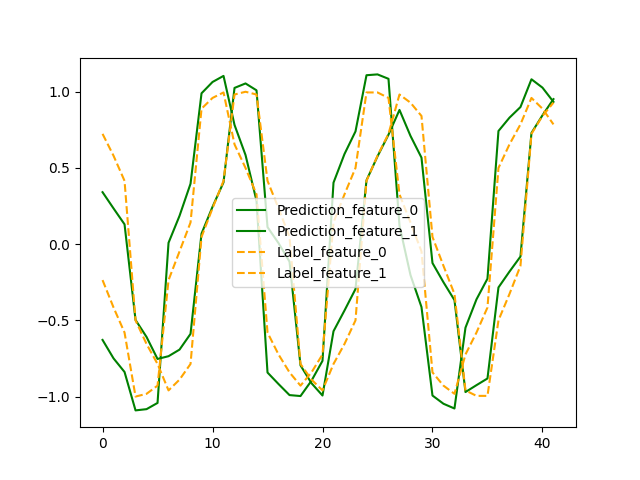 1.0
0.5
0.0
−0.5
−1.0
Prediction_feature_0
Prediction_feature_1
Label_feature_0
Label_feature_1
0 10 20 30 40